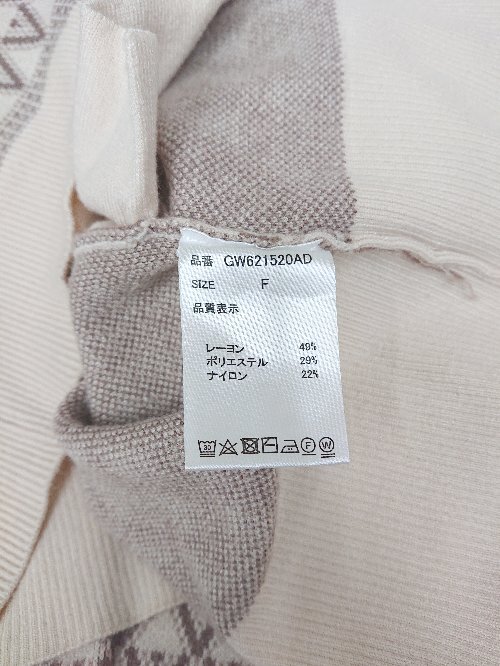 品番 GW621520AD
SIZE F
品質表示
レーヨン 49%
ポリエステル 29%
ナイロン 22%
30
F W